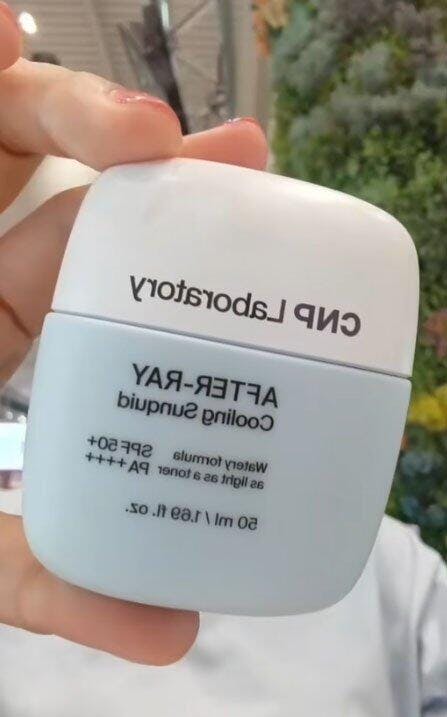 CNP Laboratory
AFTER-RAY
Cooling Sunquid
Watery formula
as light as a toner
SPF 50+
PA ++++
50 ml / 1.69 fl. oz.